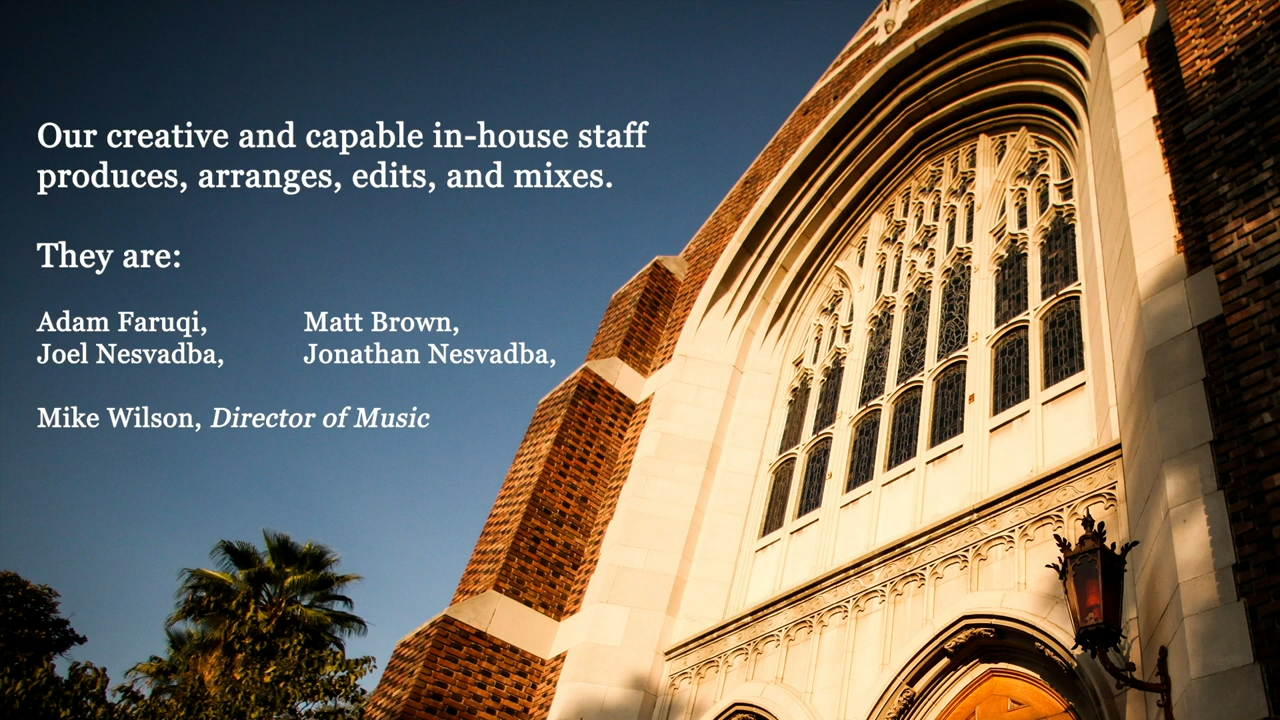 Our creative and capable in-house staff
produces, arranges, edits, and mixes.
They are:
Adam Faruqi, Matt Brown,
Joel Nesvadba, Jonathan Nesvadba,
Mike Wilson, Director of Music